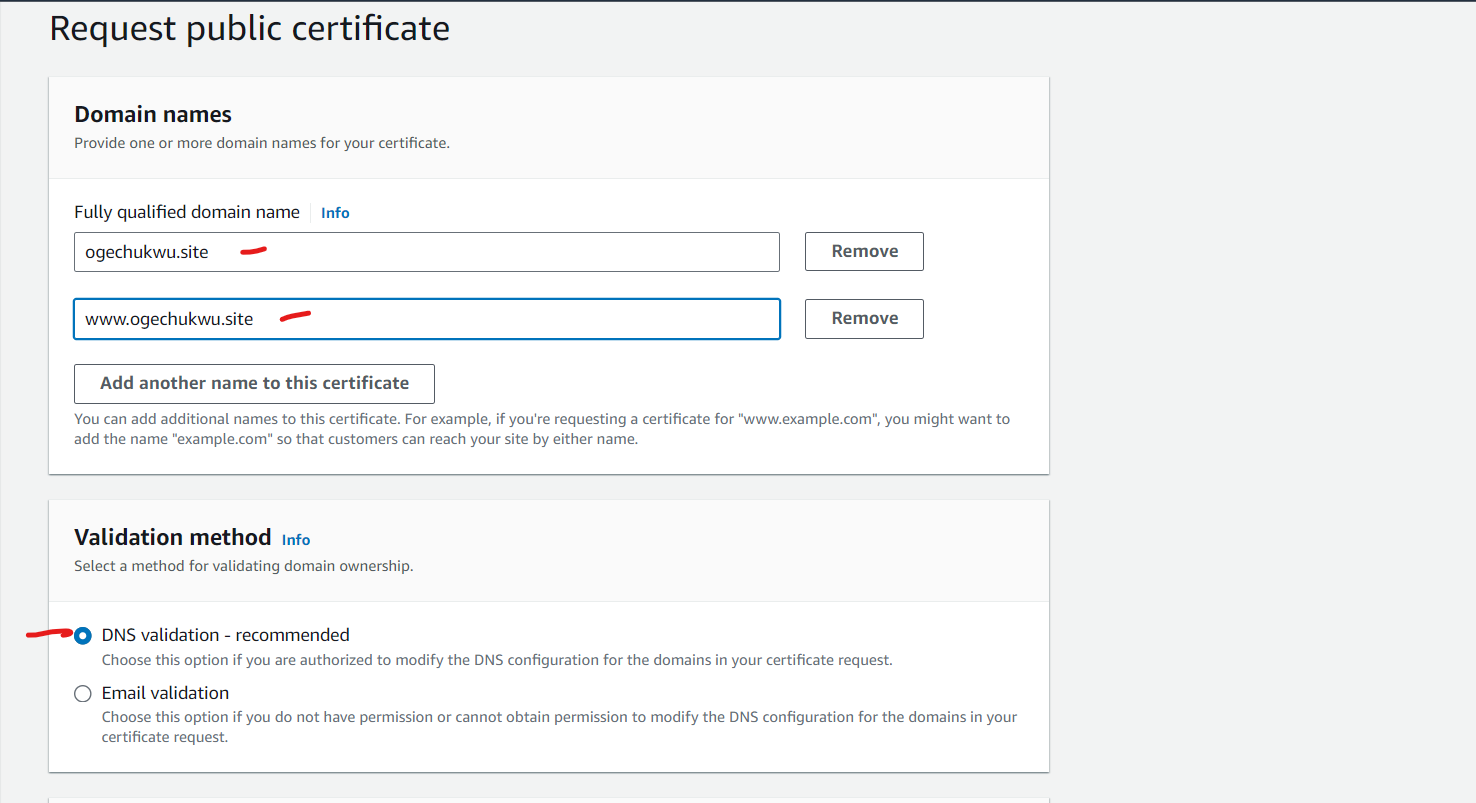 Request public certificate
Domain names
Provide one or more domain names for your certificate.
Fully qualified domain name Info
ogechukwu.site Remove
www.ogechukwu.site Remove
Add another name to this certificate
You can add additional names to this certificate. For example, if you're requesting a certificate for "www.example.com", you might want to
add the name "example.com" so that customers can reach your site by either name.
Validation method Info
Select a method for validating domain ownership.
DNS validation - recommended
Choose this option if you are authorized to modify the DNS configuration for the domains in your certificate request.
Email validation
Choose this option if you do not have permission or cannot obtain permission to modify the DNS configuration for the domains in your
certificate request.